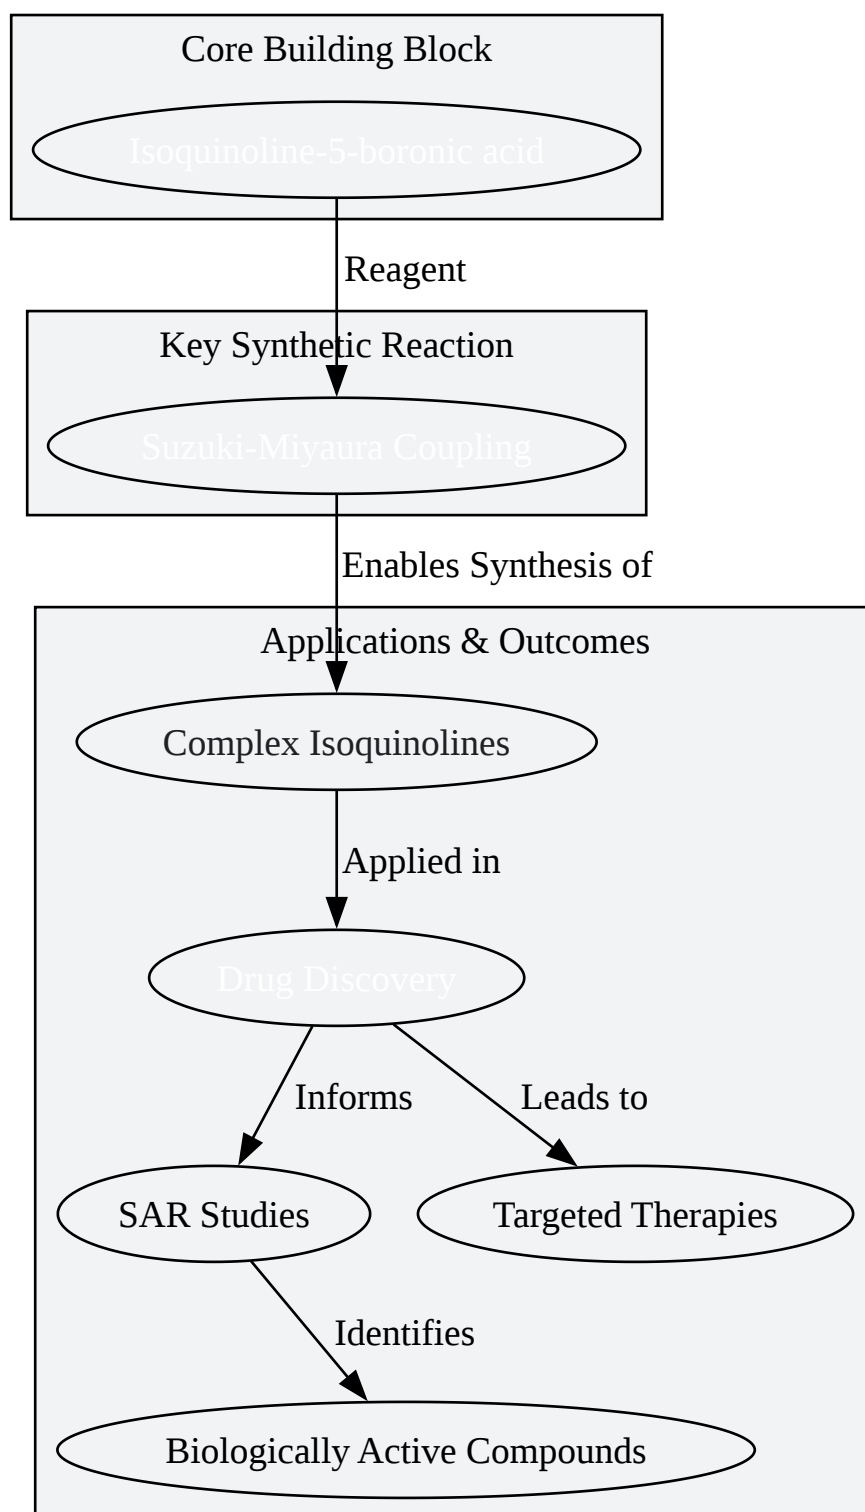 Core Building Block
Isoquinoline-5-boronic acid
Reagent
Key Synthetic Reaction
Suzuki-Miyaura Coupling
Enables Synthesis of
Applications & Outcomes
Complex Isoquinolines
Applied in
Drug Discovery
Informs
Leads to
SAR Studies
Targeted Therapies
Identifies
Biologically Active Compounds